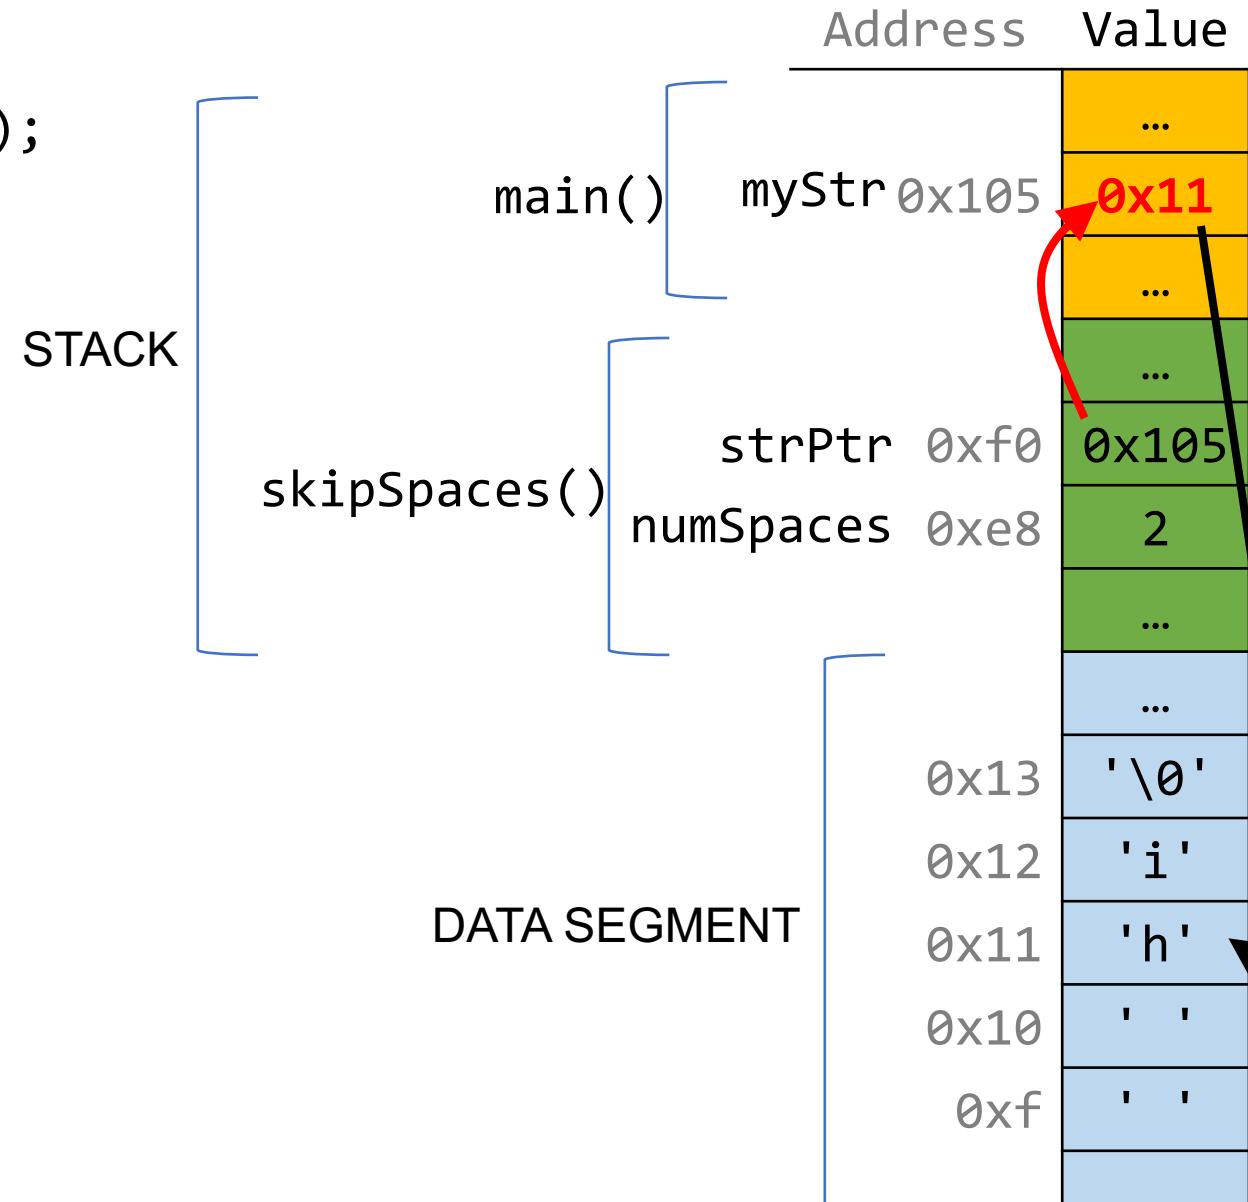 Address Value
…
);
main() myStr 0x105 0x11
…
STACK
…
strPtr 0xf0 0x105
skipSpaces()
numSpaces 0xe8 2
…
…
0x13 '\0'
0x12 'i'
DATA SEGMENT
0x11 'h'
0x10 ' '
0xf ' '